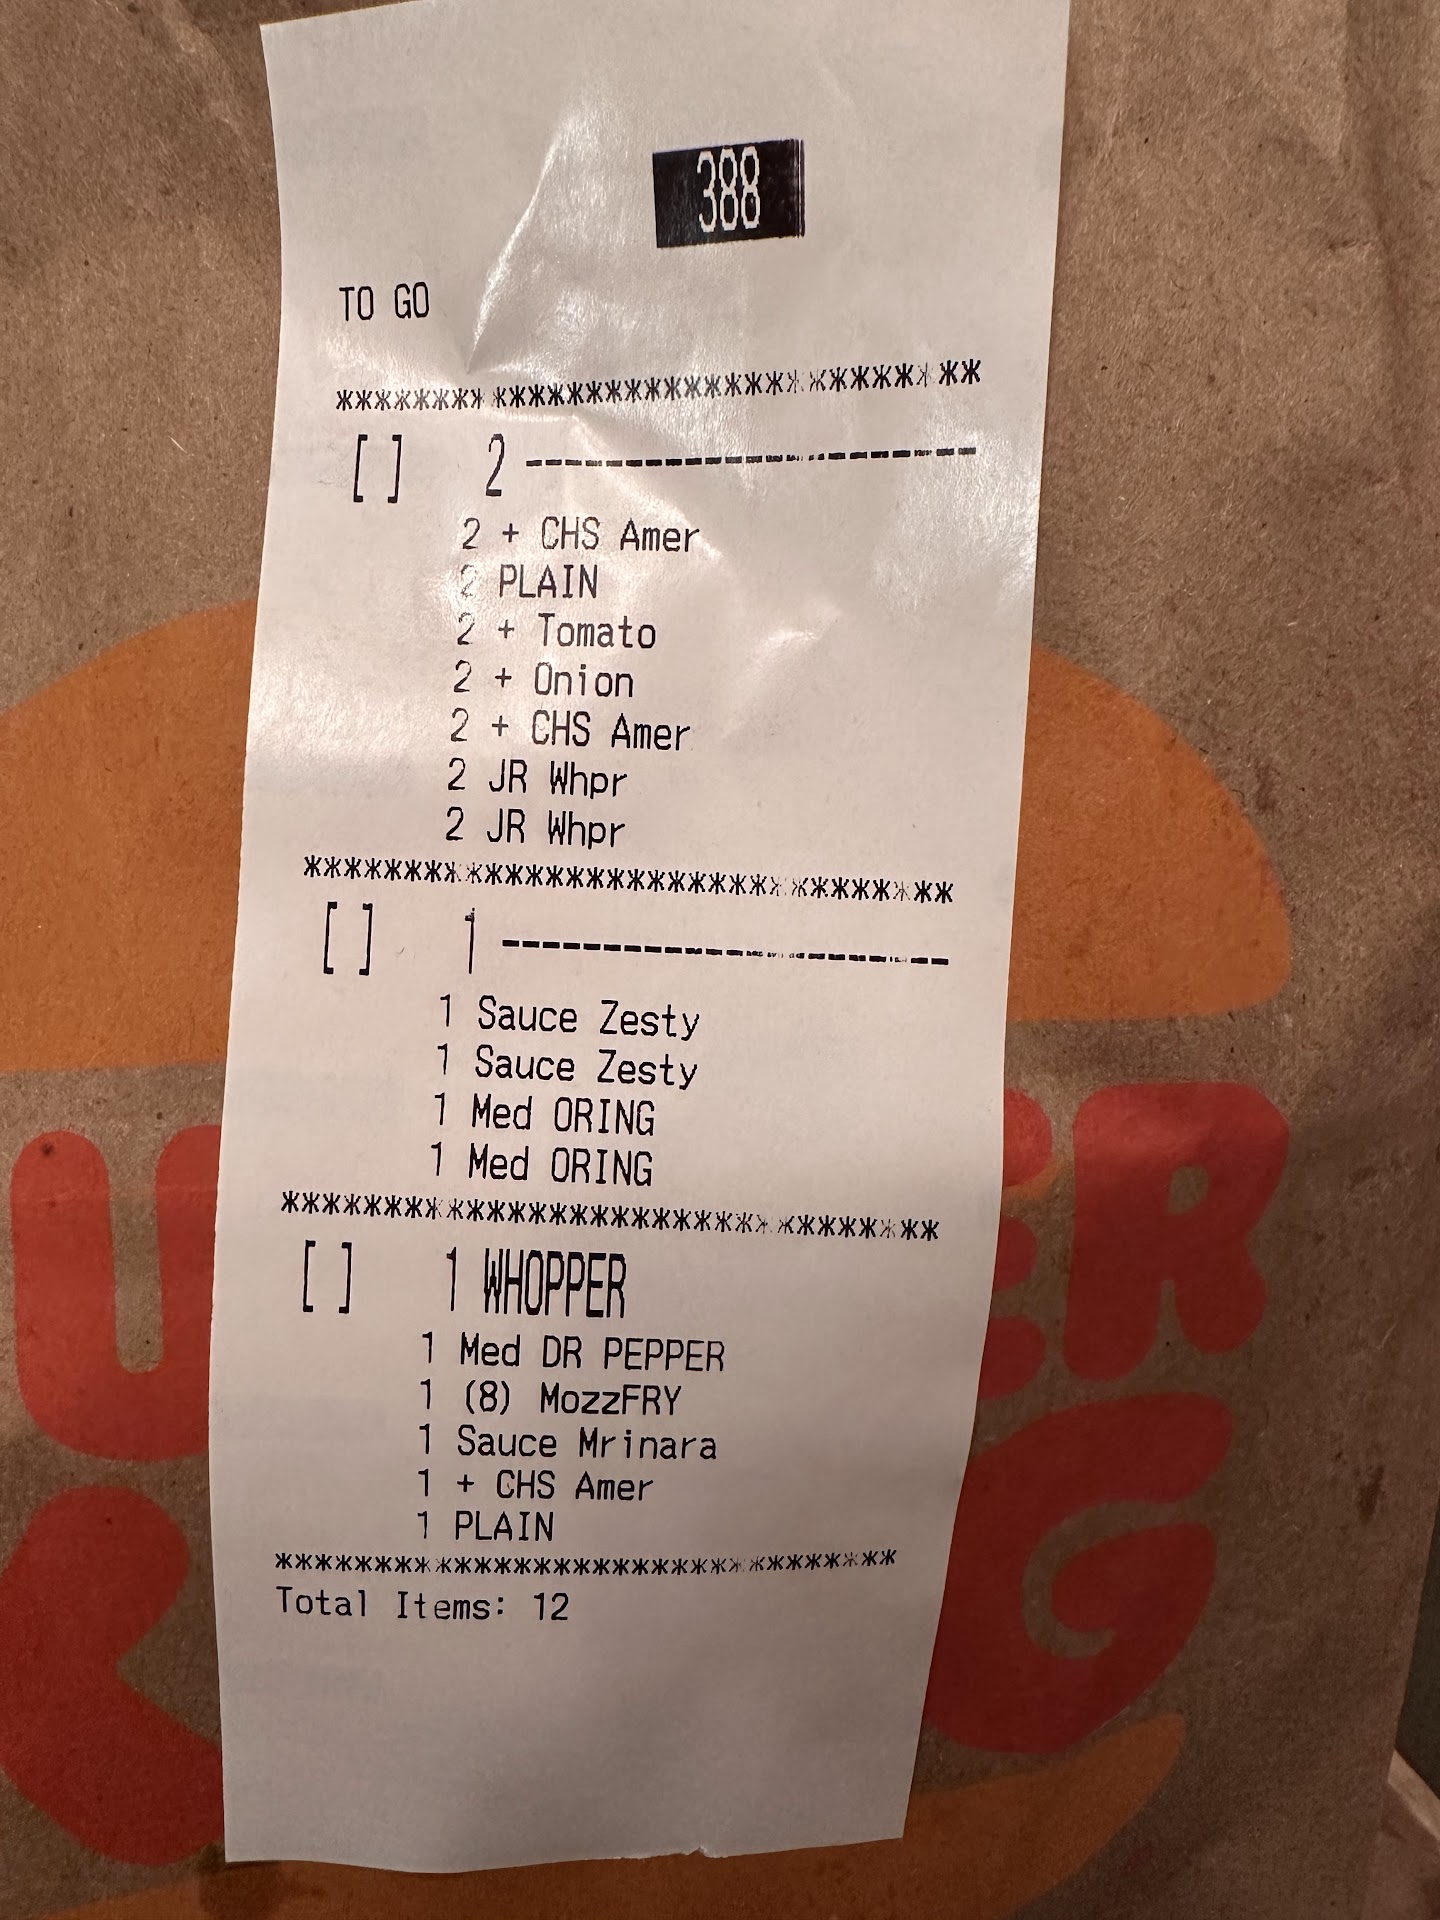 388
TO GO
**********************************
[ ] 2-----------------------
2 + CHS Amer
2 PLAIN
2 + Tomato
2 + Onion
2 + CHS Amer
2 JR Whpr
2 JR Whpr
********************************
[ ] 1-----------------------
1 Sauce Zesty
1 Sauce Zesty
1 Med ORING
1 Med ORING
********************************
[ ] 1 WHOPPER
1 Med DR PEPPER
1 (8) MozzFRY
1 Sauce Mrinara
1 + CHS Amer
1 PLAIN
********************************
Total Items: 12